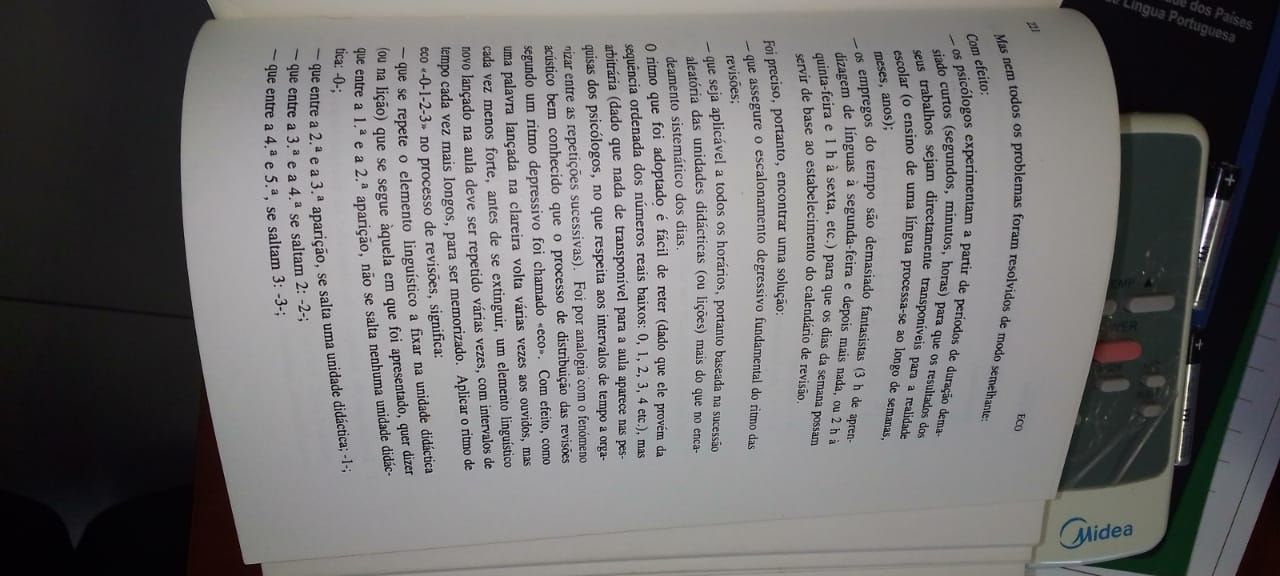 de dos Países
Língua Portuguesa
Midea
221
ECO
Mas nem todos os problemas foram resolvidos de modo semelhante:
Com efeito:
— os psicólogos experimentam a partir de períodos de duração dema-
siado curtos (segundos, minutos, horas) para que os resultados dos
seus trabalhos sejam directamente transponíveis para a realidade
escolar (o ensino de uma língua processa-se ao longo de semanas,
meses, anos);
— os empregos do tempo são demasiado fantasistas (3 h de apren-
dizagem de línguas à segunda-feira e depois mais nada, ou 2 h à
quinta-feira e 1 h à sexta, etc.) para que os dias da semana possam
servir de base ao estabelecimento do calendário de revisão.
Foi preciso, portanto, encontrar uma solução:
— que assegure o escalonamento degressivo fundamental do ritmo das
revisões;
— que seja aplicável a todos os horários, portanto baseada na sucessão
aleatória das unidades didácticas (ou lições) mais do que no enca-
deamento sistemático dos dias.
O ritmo que foi adoptado é fácil de reter (dado que ele provém da
sequência ordenada dos números reais baixos: 0, 1, 2, 3, 4 etc.), mas
arbitrária (dado que nada de transponível para a aula aparece nas pes-
quisas dos psicólogos, no que respeita aos intervalos de tempo a orga-
nizar entre as repetições sucessivas). Foi por analogia com o fenómeno
acústico bem conhecido que o processo de distribuição das revisões
segundo um ritmo depressivo foi chamado «eco». Com efeito, como
uma palavra lançada na clareira volta várias vezes aos ouvidos, mas
cada vez menos forte, antes de se extinguir, um elemento linguístico
novo lançado na aula deve ser repetido várias vezes, com intervalos de
tempo cada vez mais longos, para ser memorizado. Aplicar o ritmo de
eco «-0-1-2-3» no processo de revisões, significa:
— que se repete o elemento linguístico a fixar na unidade didáctica
(ou na lição) que se segue àquela em que foi apresentado, quer dizer
que entre a 1.ª e a 2.ª aparição, não se salta nenhuma unidade didác-
tica: -0-;
— que entre a 2.ª e a 3.ª aparição, se salta uma unidade didáctica; -1-;
— que entre a 3.ª e a 4.ª se saltam 2: -2-;
— que entre a 4.ª e 5.ª, se saltam 3: -3-;